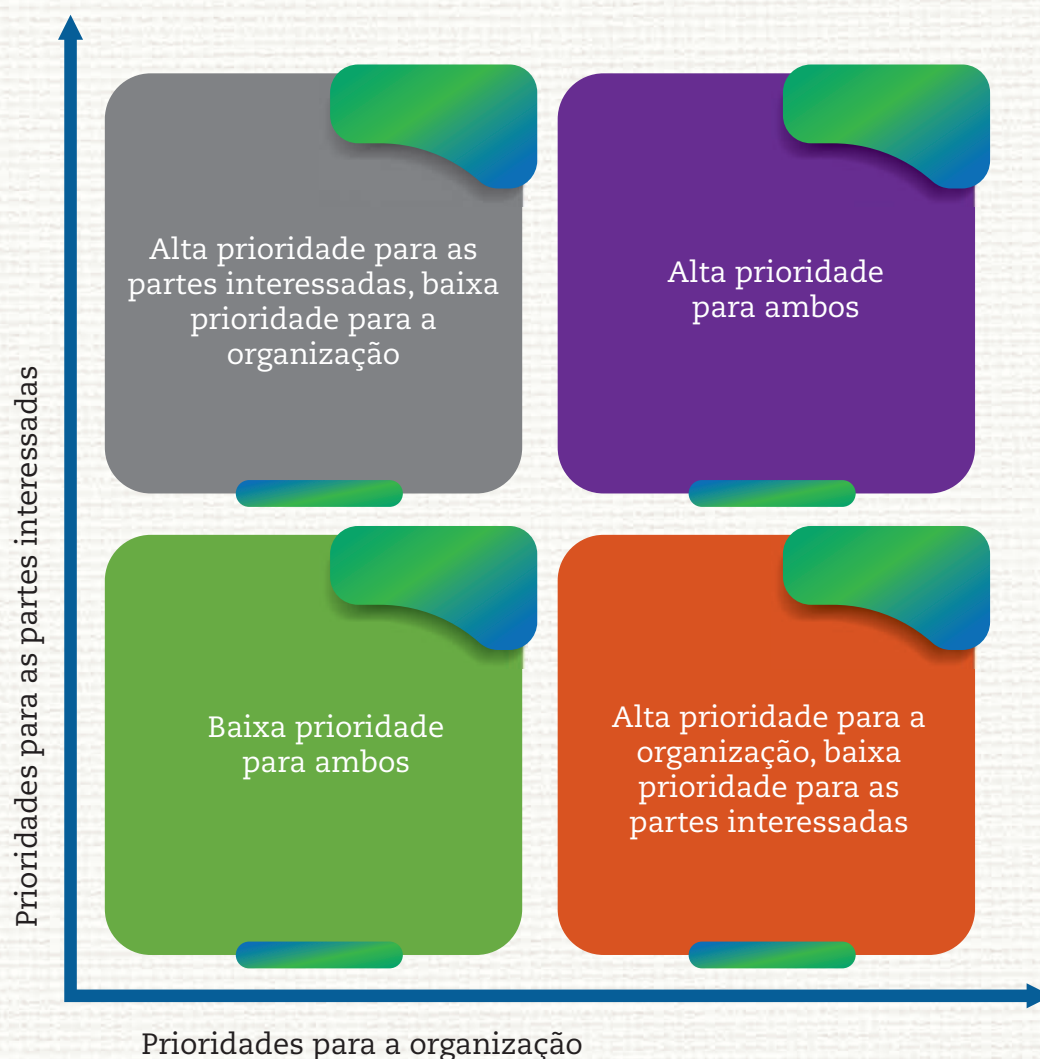 Alta prioridade para as
partes interessadas, baixa
prioridade para a
organização
Alta prioridade
para ambos
Baixa prioridade
para ambos
Alta prioridade para a
organização, baixa
prioridade para as
partes interessadas
Prioridades para as partes interessadas
Prioridades para a organização